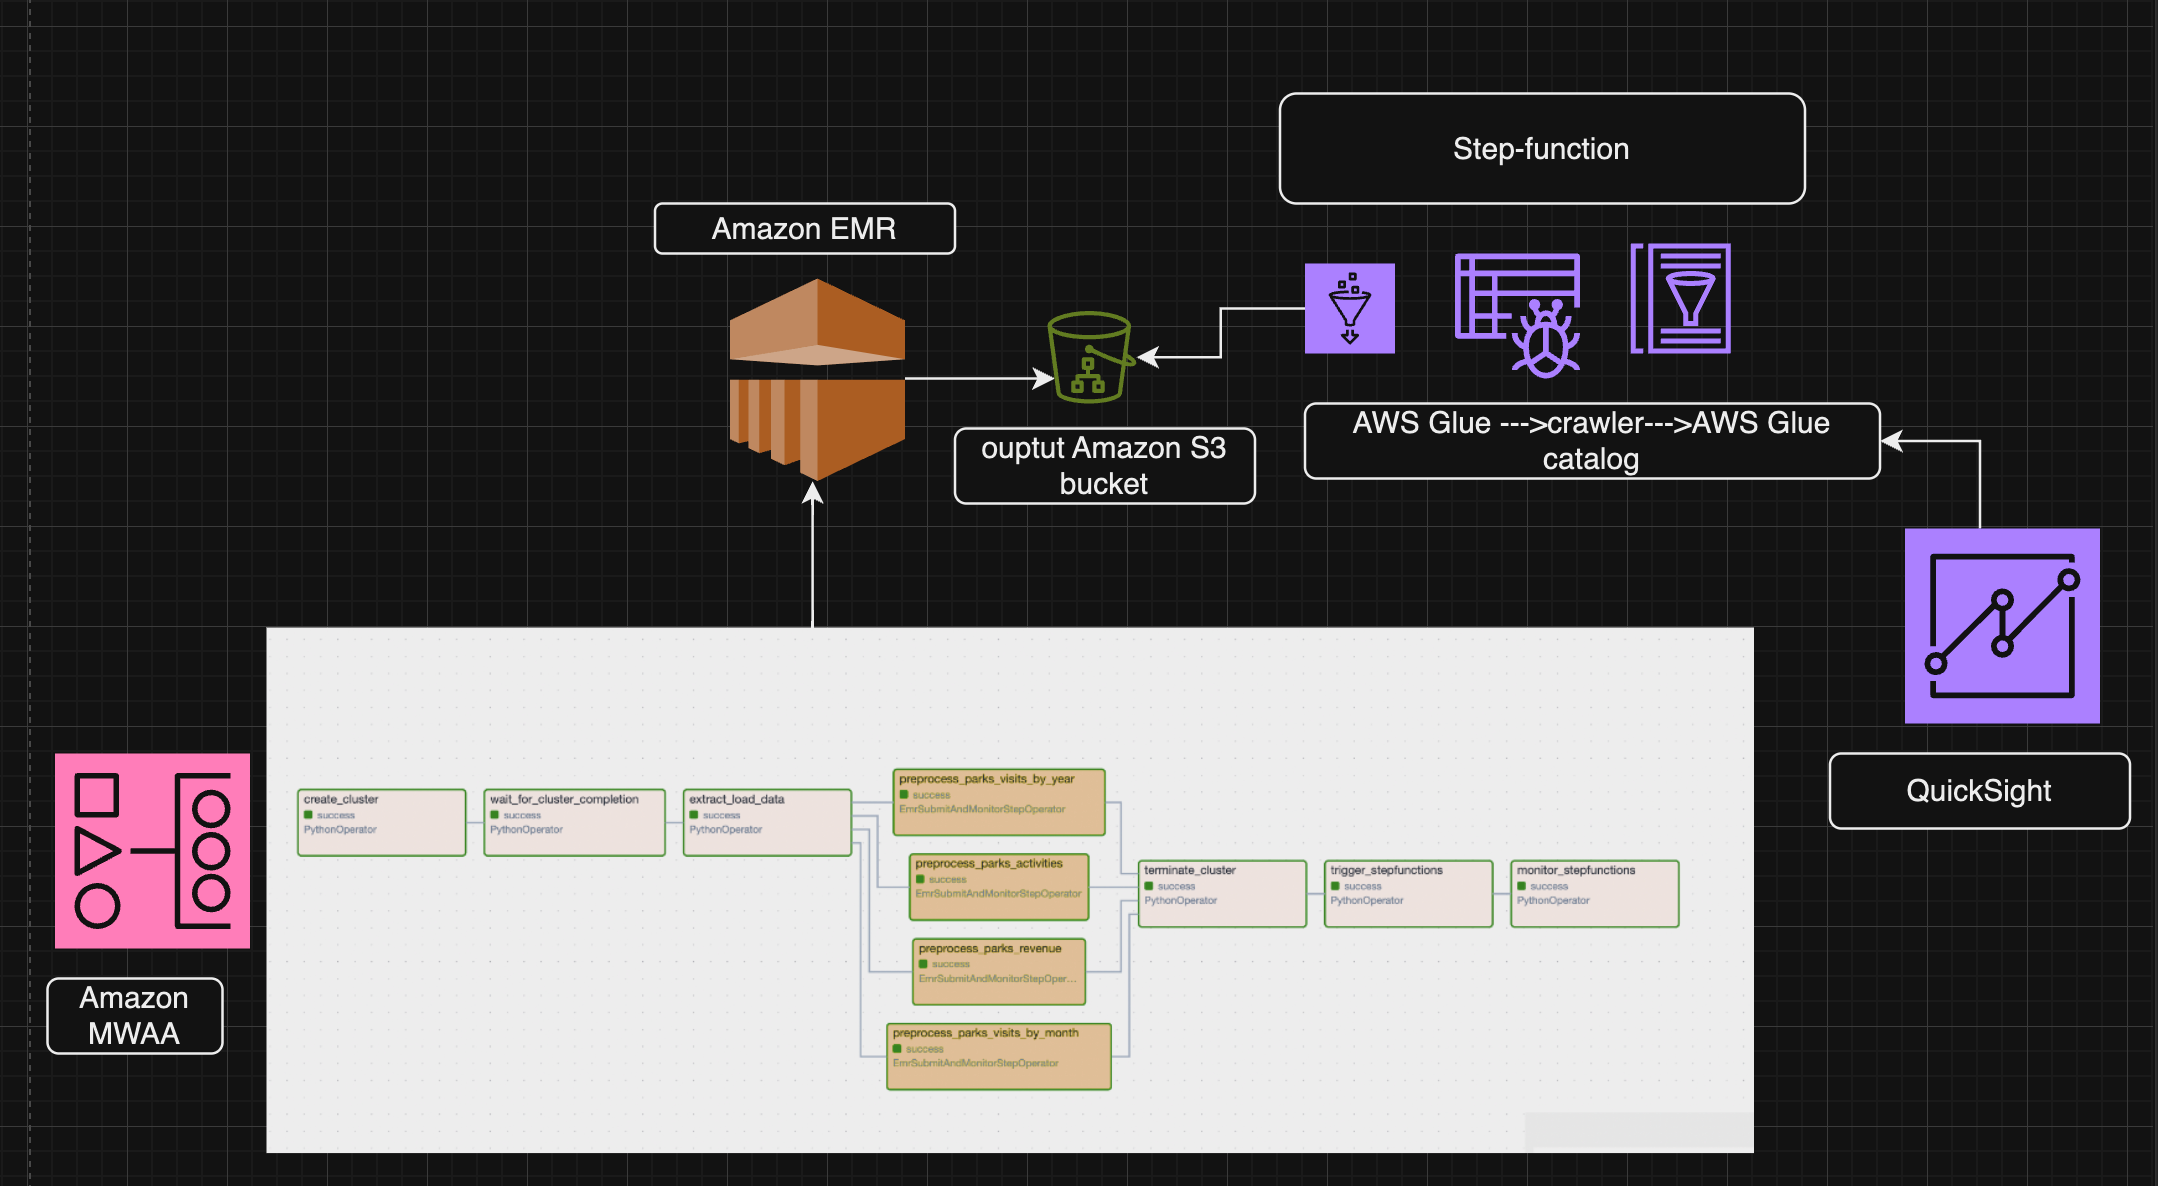 Step-function
Amazon EMR
ouptut Amazon S3
bucket
AWS Glue --->crawler--->AWS Glue
catalog
QuickSight
Amazon
MWAA
create_cluster
success
PythonOperator
wait_for_cluster_completion
success
PythonOperator
extract_load_data
success
PythonOperator
preprocess_parks_visits_by_year
success
EmrSubmitAndMonitorStepOperator
preprocess_parks_activities
success
EmrSubmitAndMonitorStepOperator
preprocess_parks_revenue
success
EmrSubmitAndMonitorStepOper...
preprocess_parks_visits_by_month
success
EmrSubmitAndMonitorStepOperator
terminate_cluster
success
PythonOperator
trigger_stepfunctions
success
PythonOperator
monitor_stepfunctions
success
PythonOperator